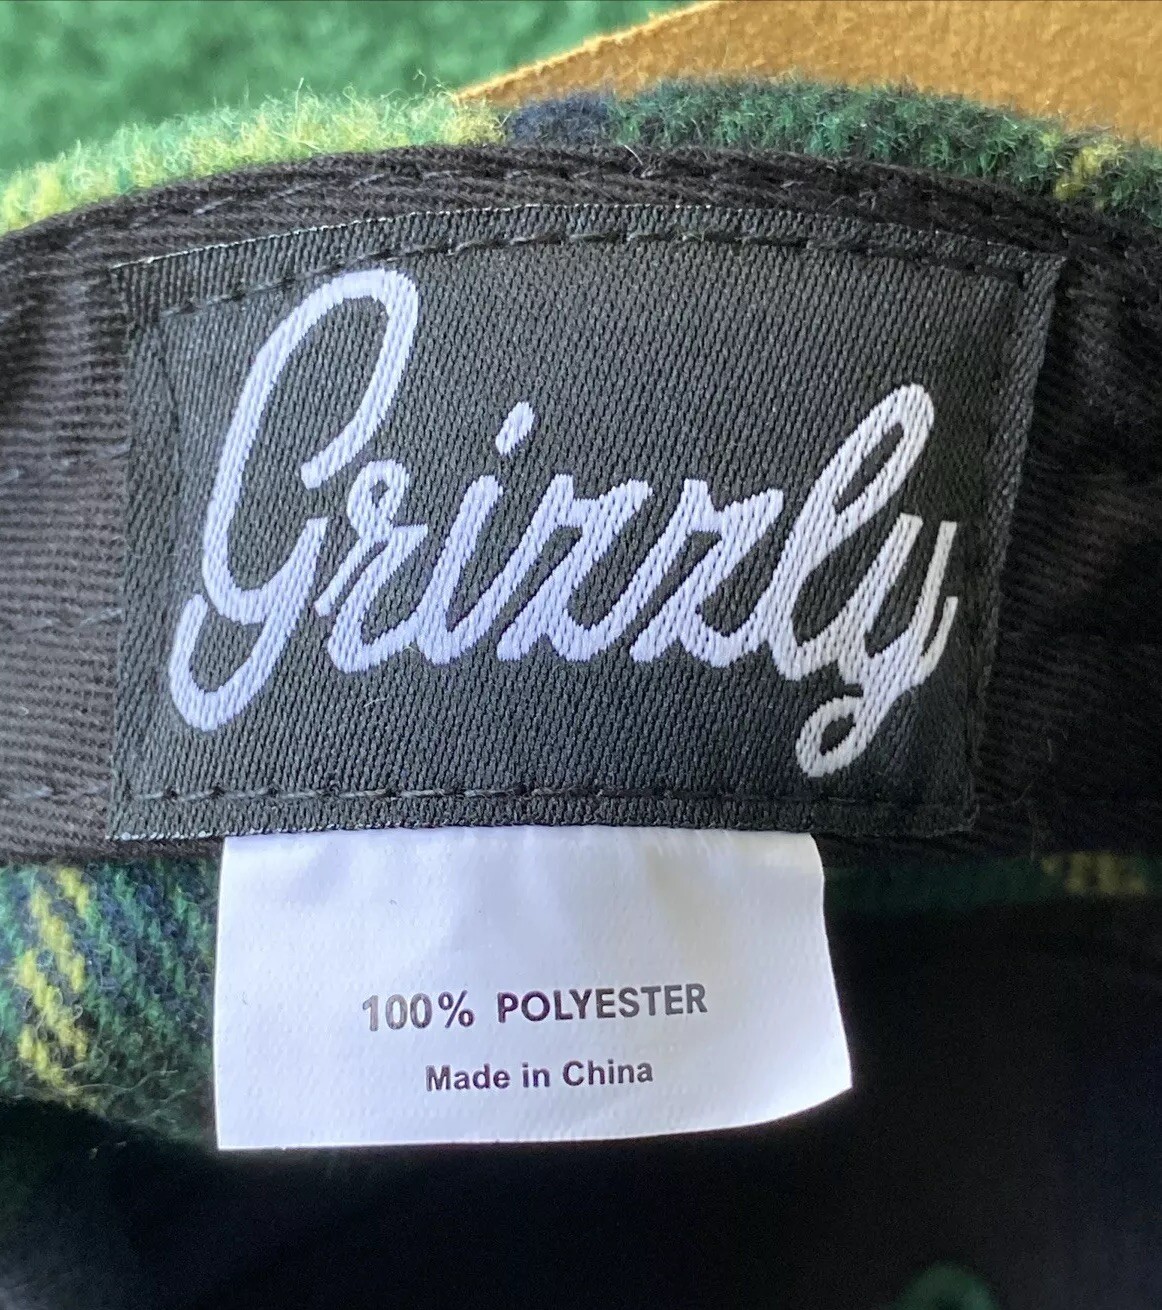 Grizzly
100% POLYESTER
Made in China